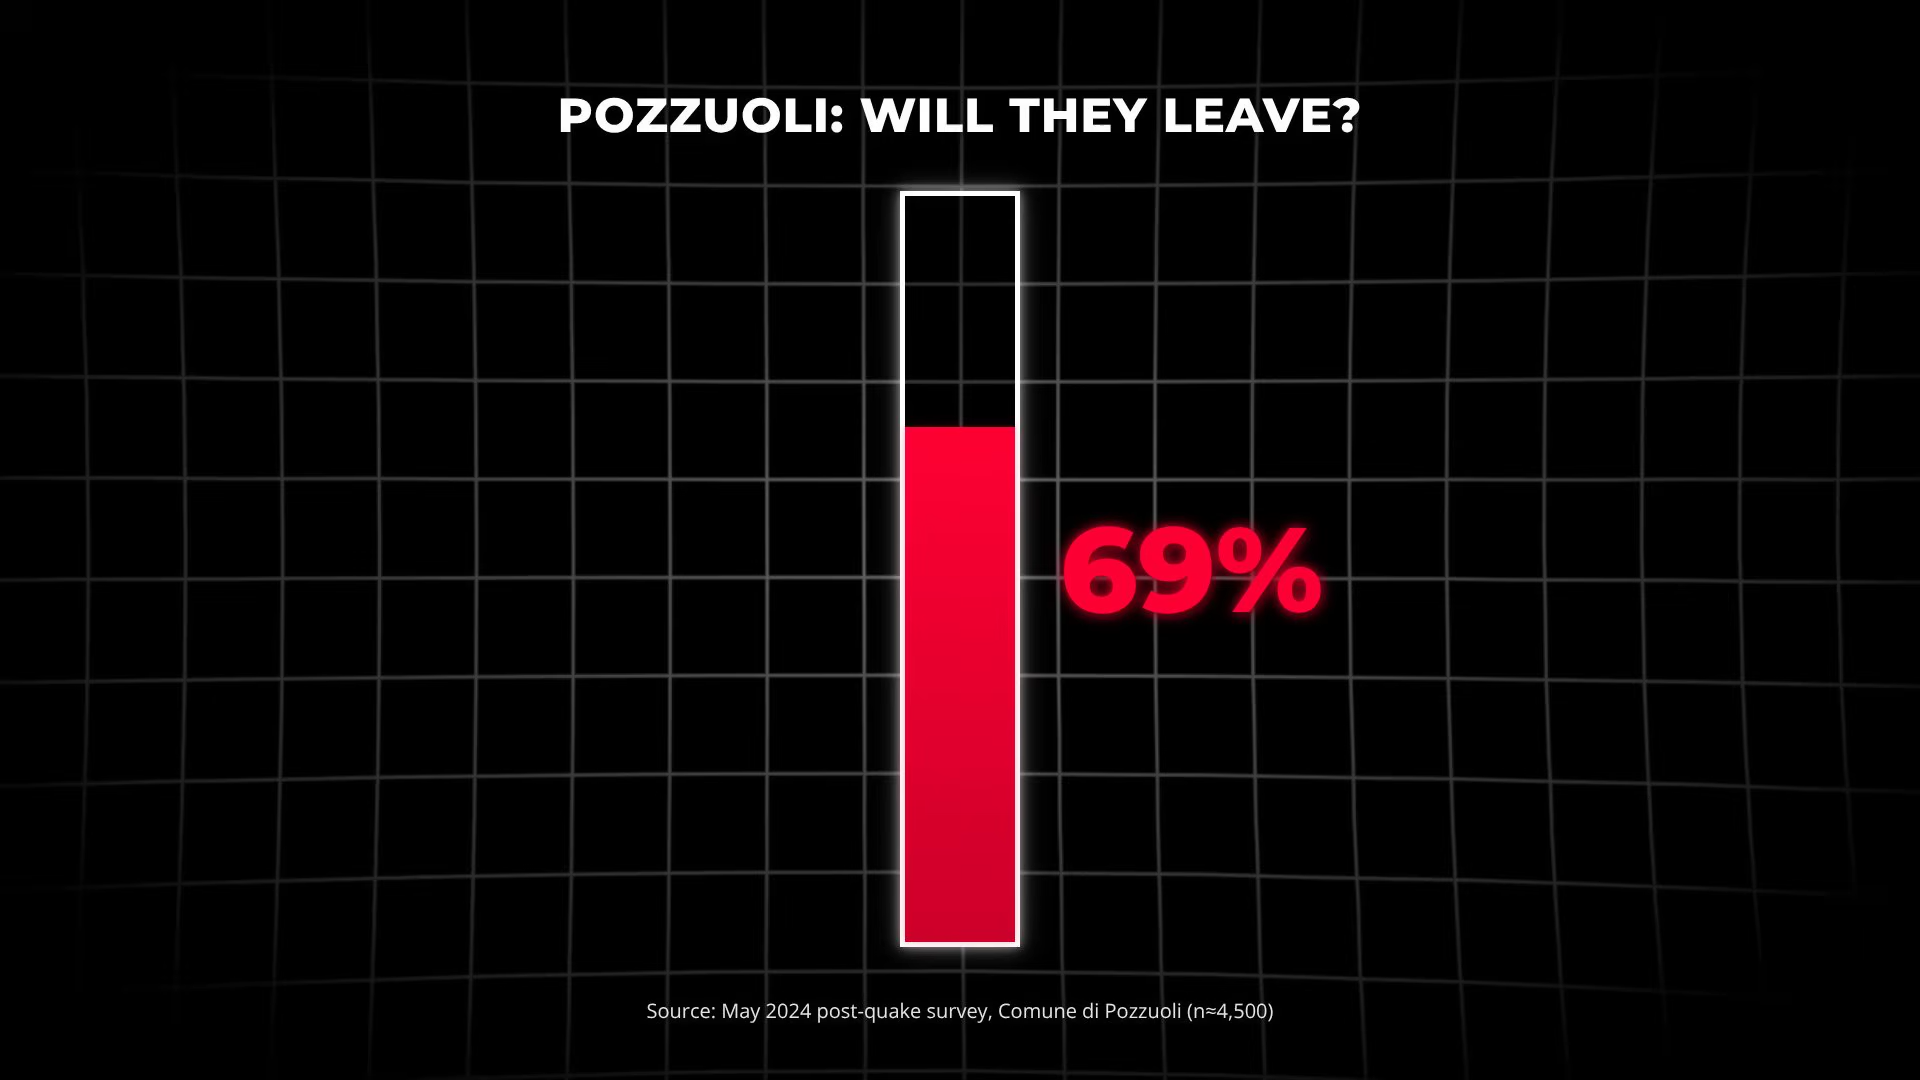 POZZUOLI: WILL THEY LEAVE?
69%
Source: May 2024 post-quake survey, Comune di Pozzuoli (n≈4,500)